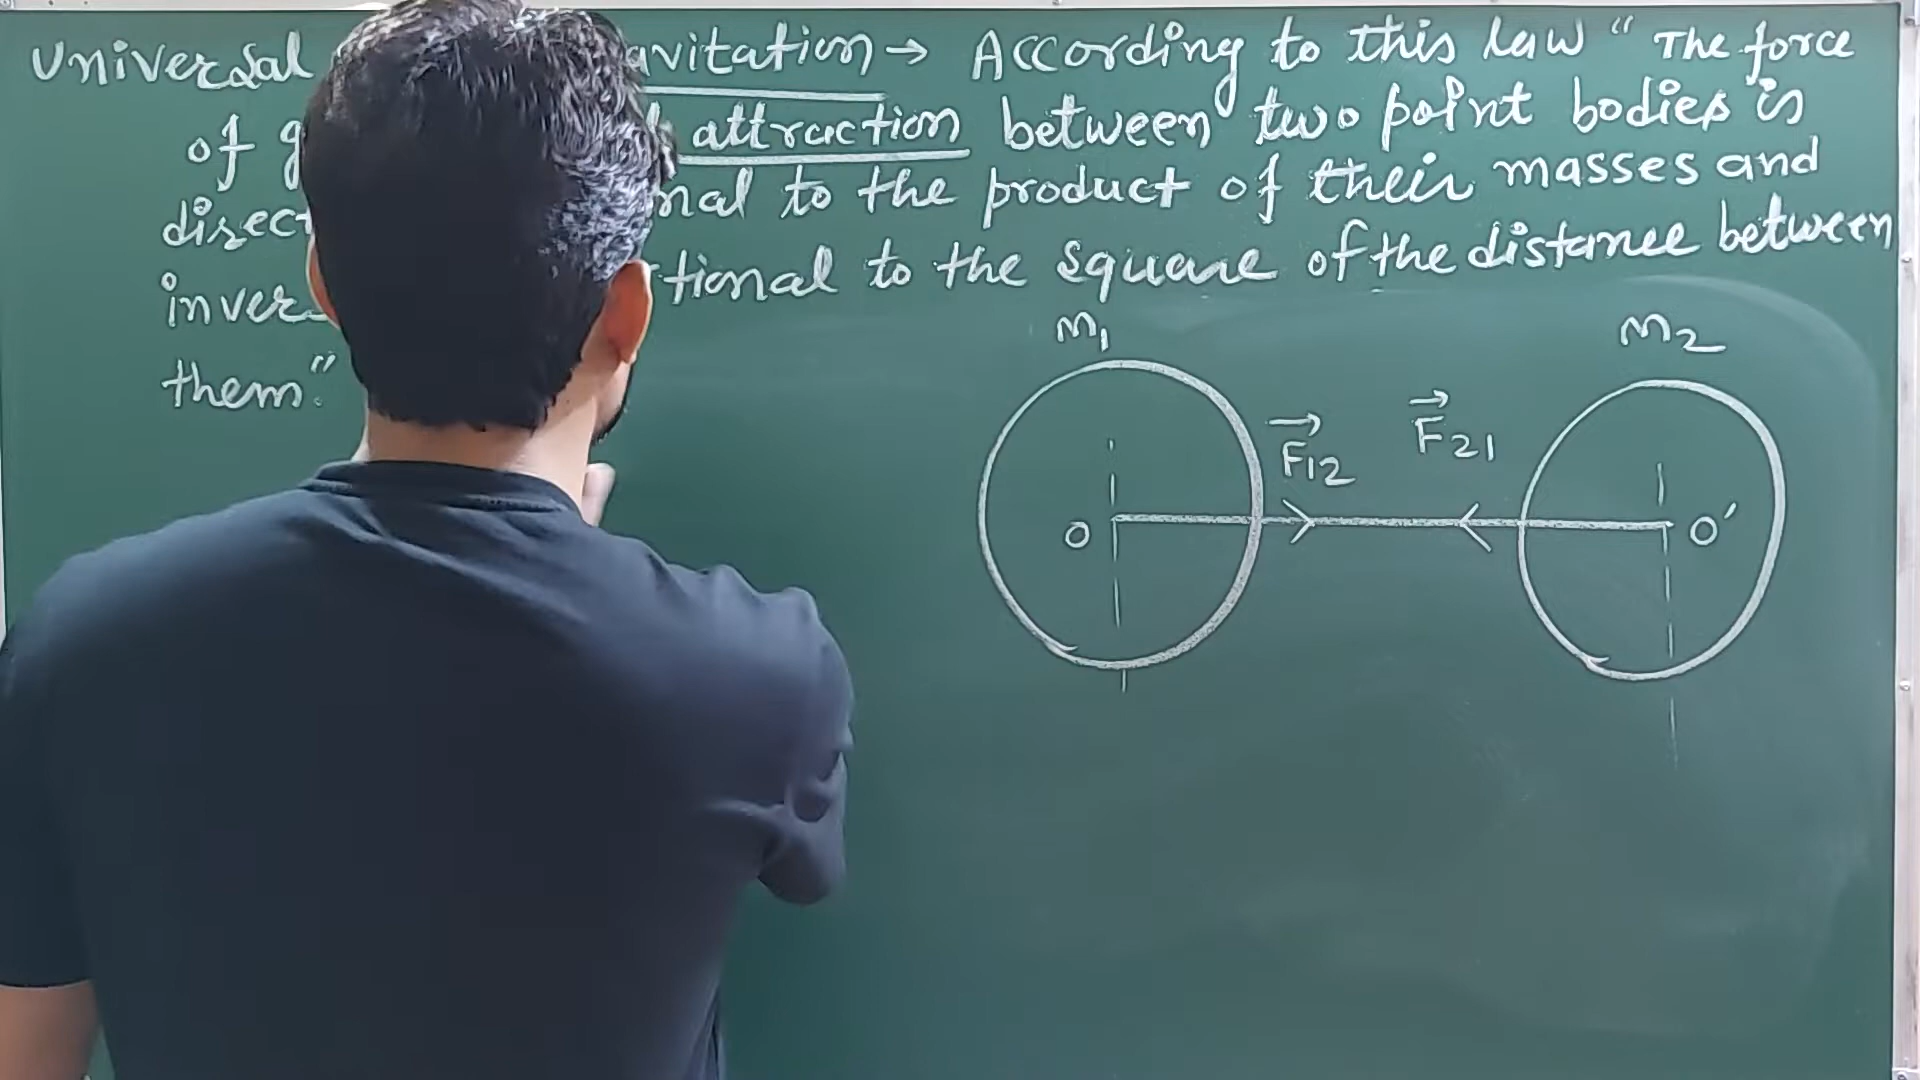 Universal avitation → According to this law “ The force
of g attraction between two point bodies is
direct nal to the product of their masses and
inver tional to the square of the distance between
them”
M₁ M₂
F₁₂ F₂₁
O O′